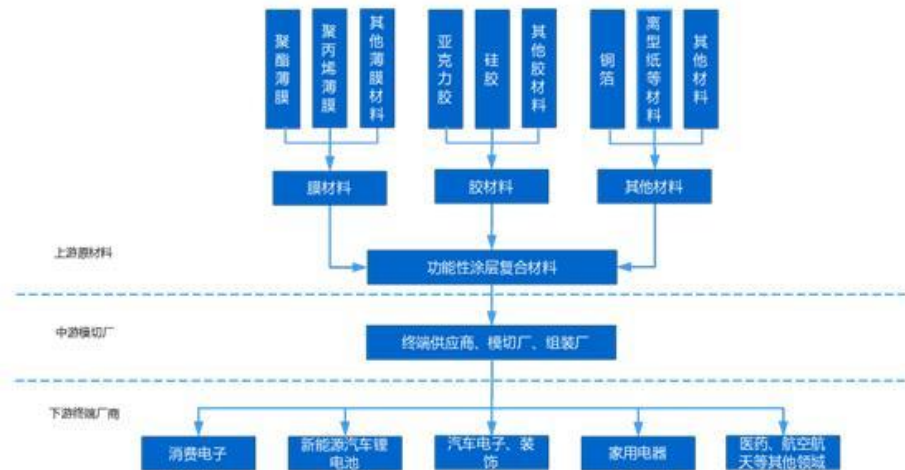 聚酯薄膜
聚丙烯薄膜
其他薄膜材料
亚克力胶
硅胶
其他胶材料
铜箔
离型纸等材料
其他材料
膜材料
胶材料
其他材料
上游原材料
功能性涂层复合材料
中游模切厂
终端供应商、模切厂、组装厂
下游终端厂商
消费电子
新能源汽车锂
电池
汽车电子、装
饰
家用电器
医药、航空航
天等其他领域